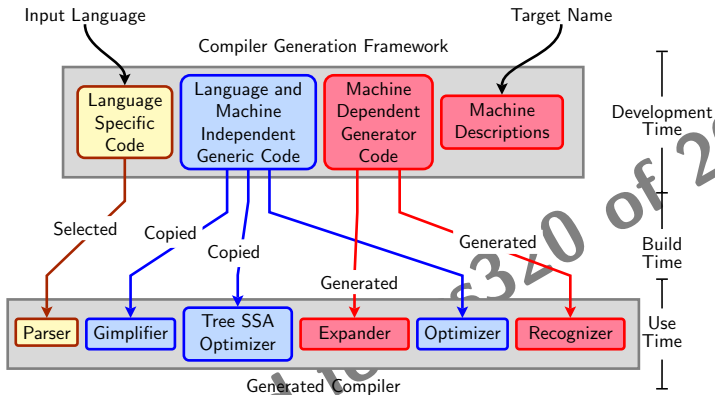 Input Language
Target Name
Compiler Generation Framework
Language
Specific
Code
Language and
Machine
Independent
Generic Code
Machine
Dependent
Generator
Code
Machine
Descriptions
Development
Time
Selected
Copied
Copied
Generated
Generated
Build
Time
Parser
Gimplifier
Tree SSA
Optimizer
Expander
Optimizer
Recognizer
Use
Time
Generated Compiler
s320 of